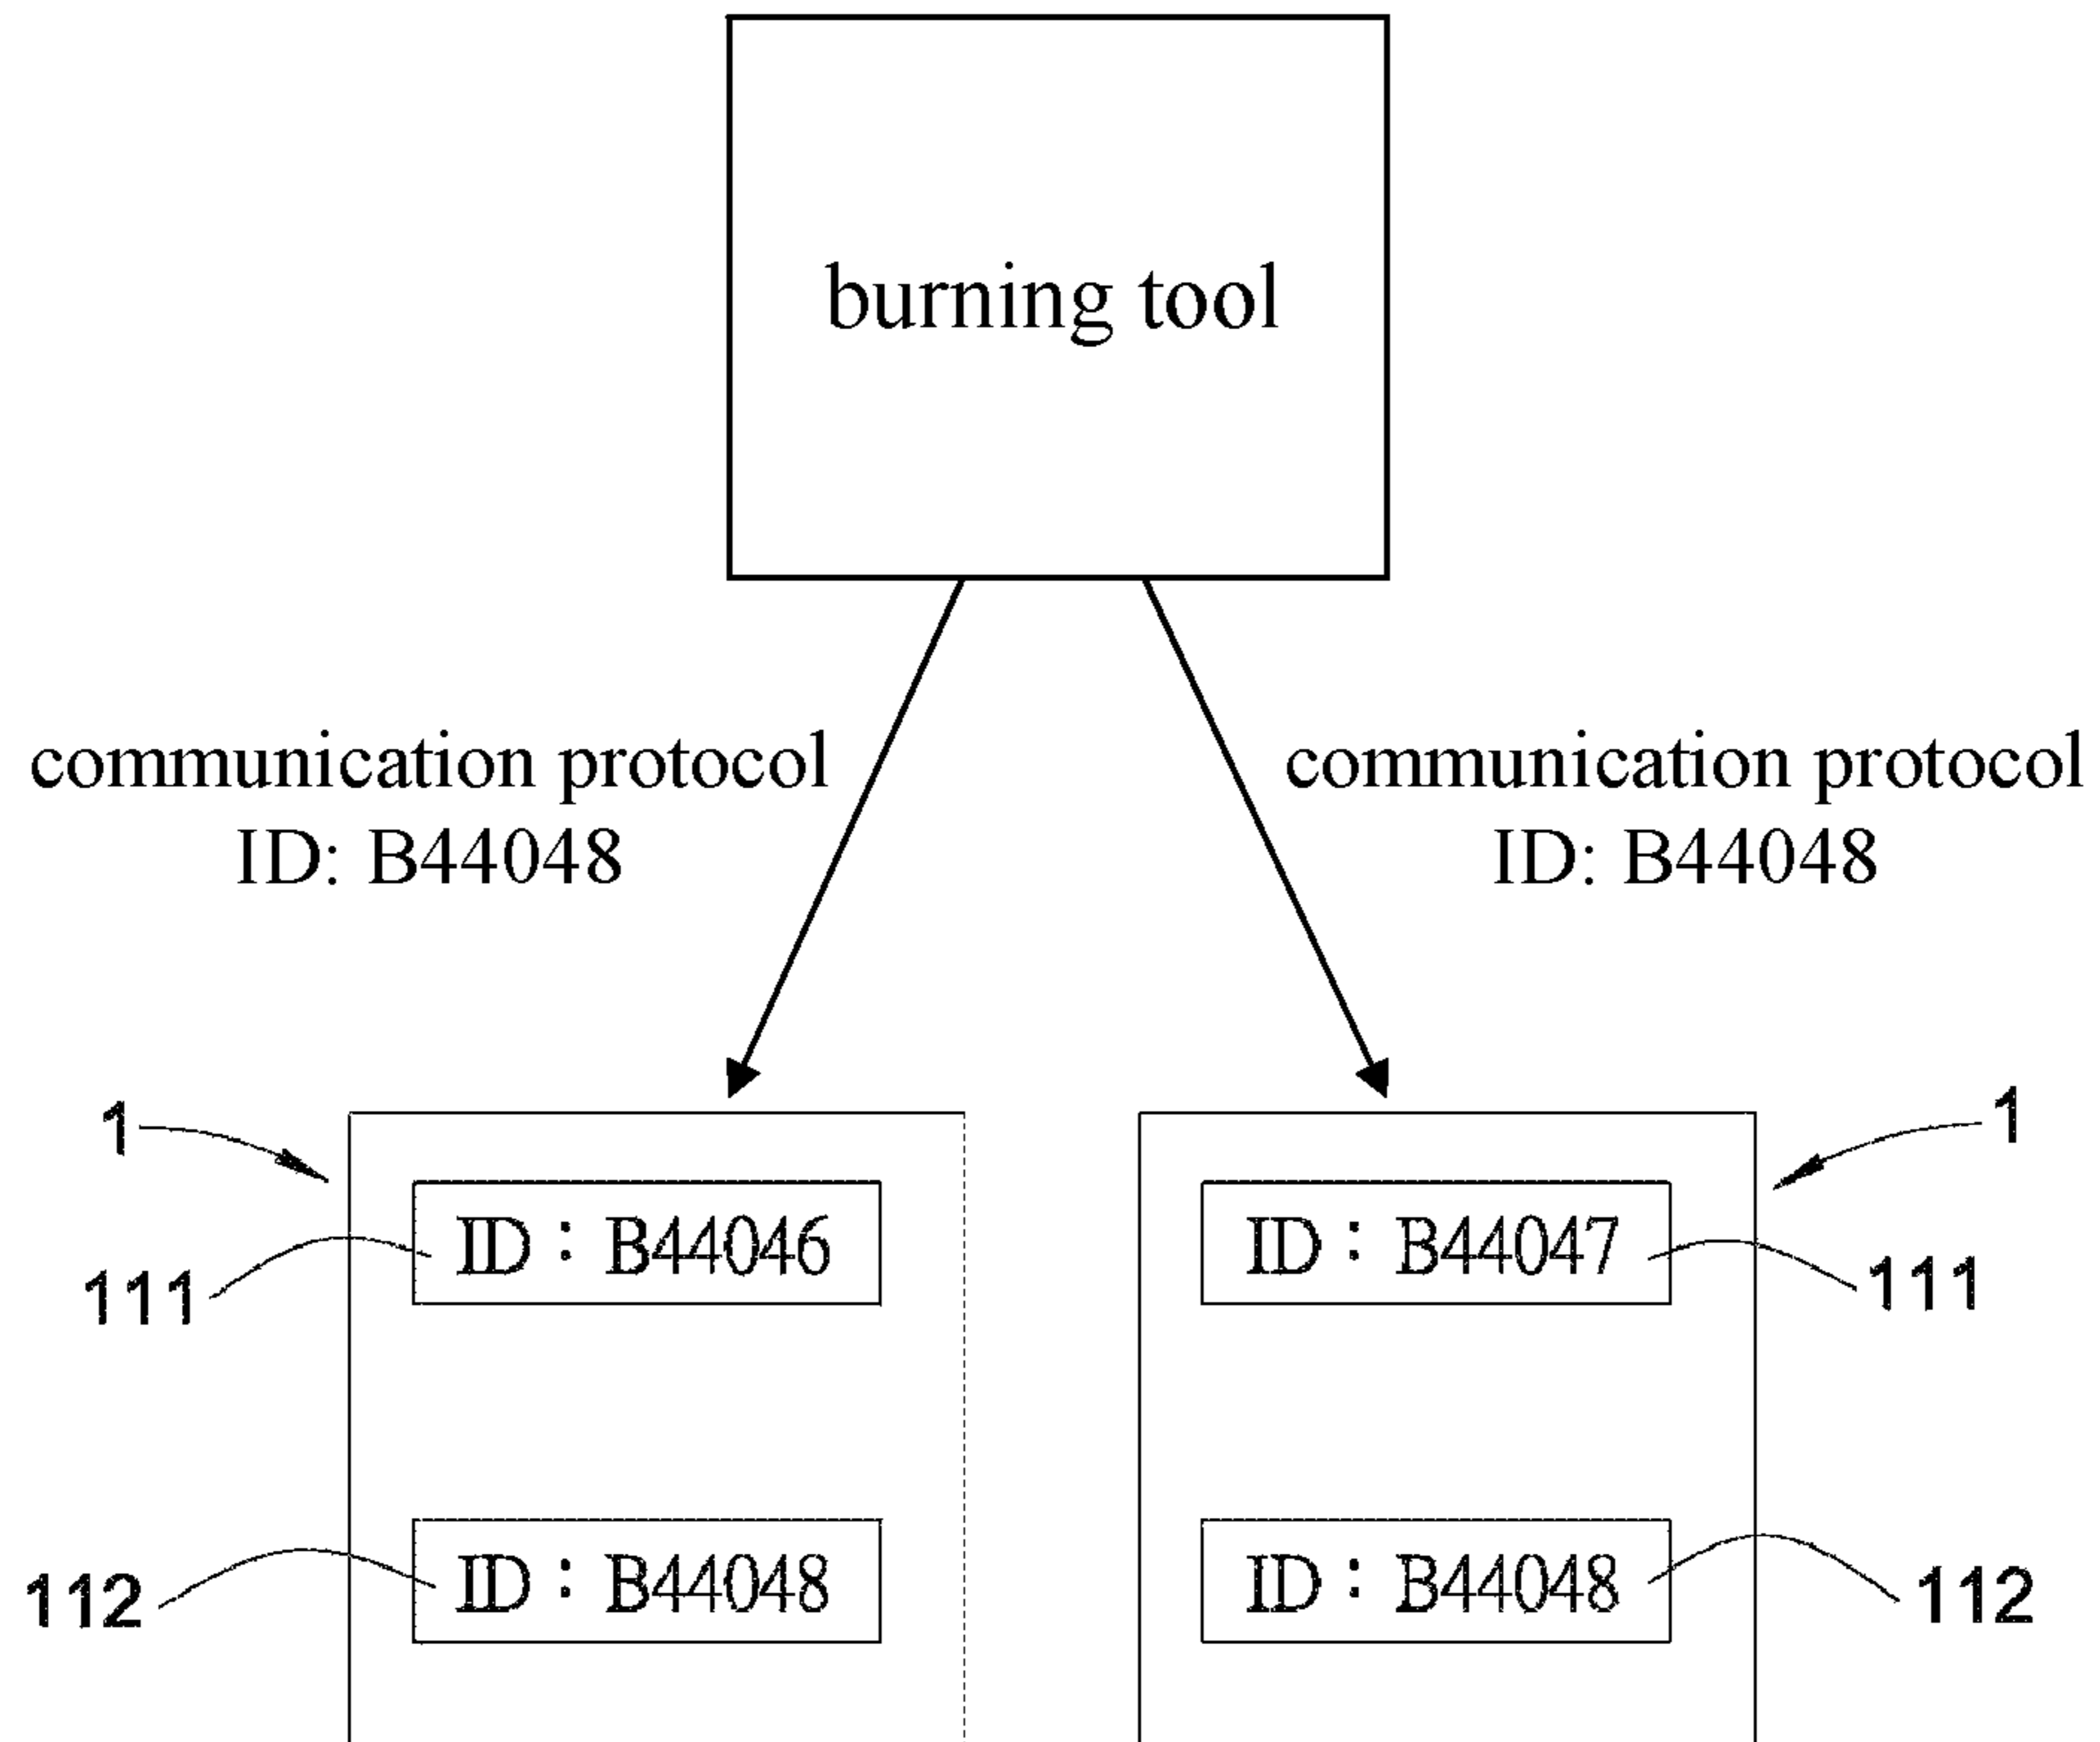 burning tool
communication protocol
ID: B44048
communication protocol
ID: B44048
1
1
ID: B44046
ID: B44047
111
111
ID: B44048
ID: B44048
112
112